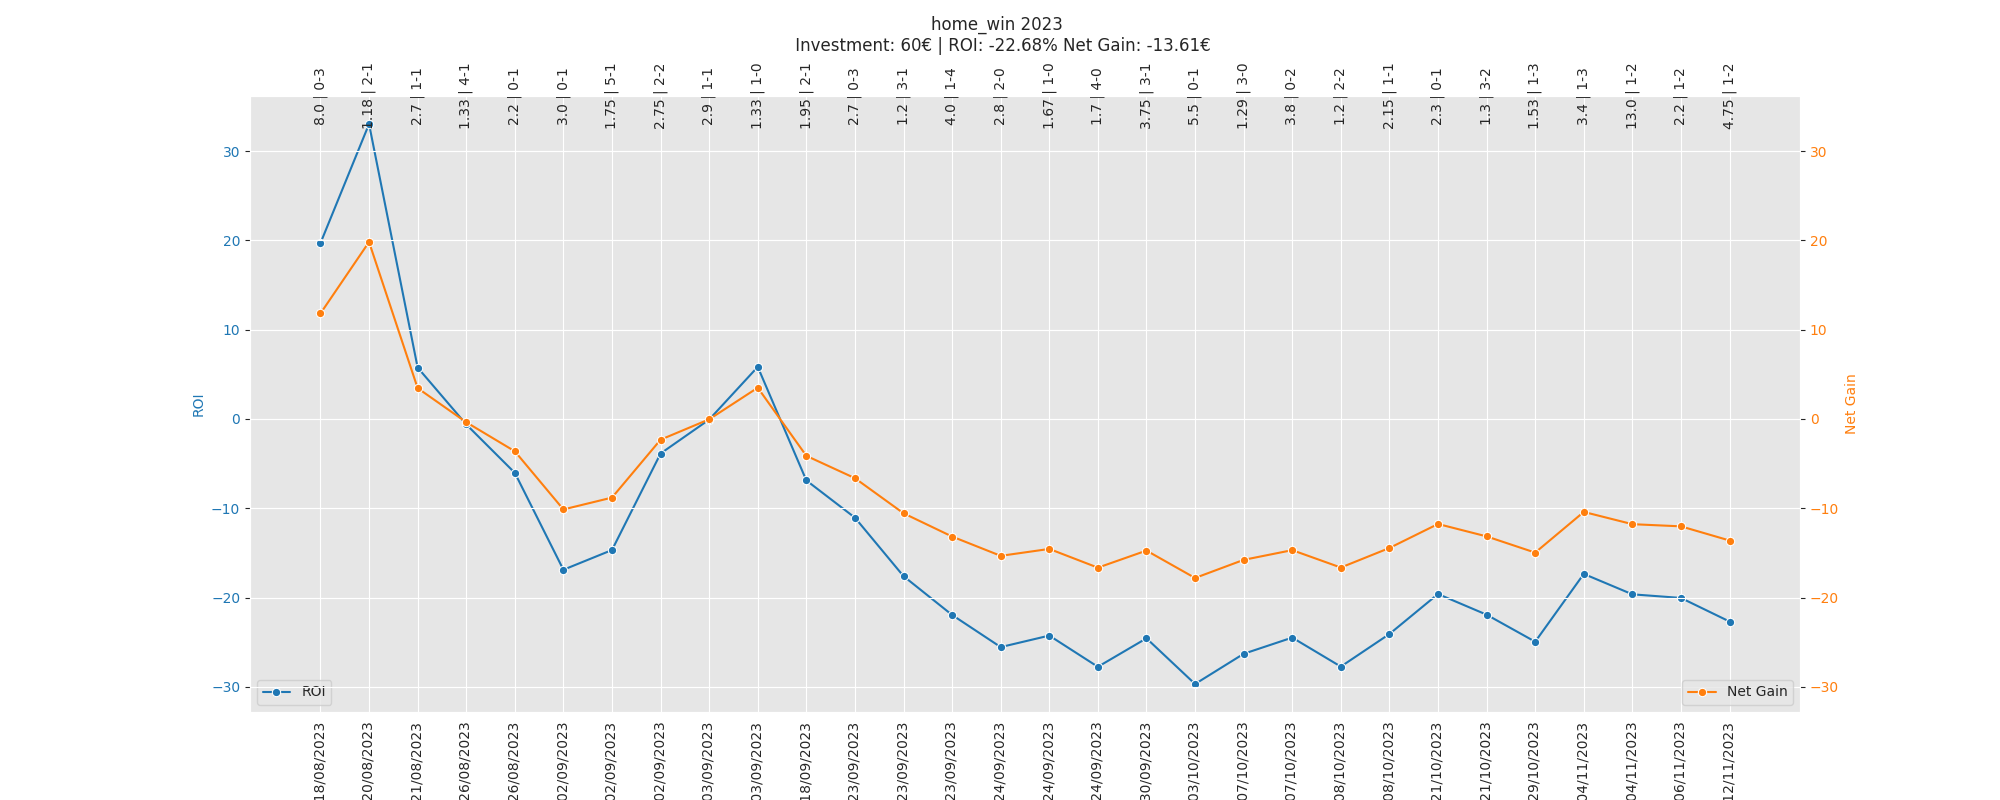 home_win 2023
Investment: 60€ | ROI: -22.68% Net Gain: -13.61€
8.0 | 0-3
1.18 | 2-1
2.7 | 1-1
1.33 | 4-1
2.2 | 0-1
3.0 | 0-1
1.75 | 5-1
2.75 | 2-2
2.9 | 1-1
1.33 | 1-0
1.95 | 2-1
2.7 | 0-3
1.2 | 3-1
4.0 | 1-4
2.8 | 2-0
1.67 | 1-0
1.7 | 4-0
3.75 | 3-1
5.5 | 0-1
1.29 | 3-0
3.8 | 0-2
1.2 | 2-2
2.15 | 1-1
2.3 | 0-1
1.3 | 3-2
1.53 | 1-3
3.4 | 1-3
13.0 | 1-2
2.2 | 1-2
4.75 | 1-2
30
20
10
0
−10
−20
−30
ROI
30
20
10
0
−10
−20
−30
Net Gain
ROI
Net Gain
18/08/2023
20/08/2023
21/08/2023
26/08/2023
26/08/2023
02/09/2023
02/09/2023
02/09/2023
03/09/2023
03/09/2023
18/09/2023
23/09/2023
23/09/2023
23/09/2023
24/09/2023
24/09/2023
24/09/2023
30/09/2023
03/10/2023
07/10/2023
07/10/2023
08/10/2023
08/10/2023
21/10/2023
21/10/2023
29/10/2023
04/11/2023
04/11/2023
06/11/2023
12/11/2023